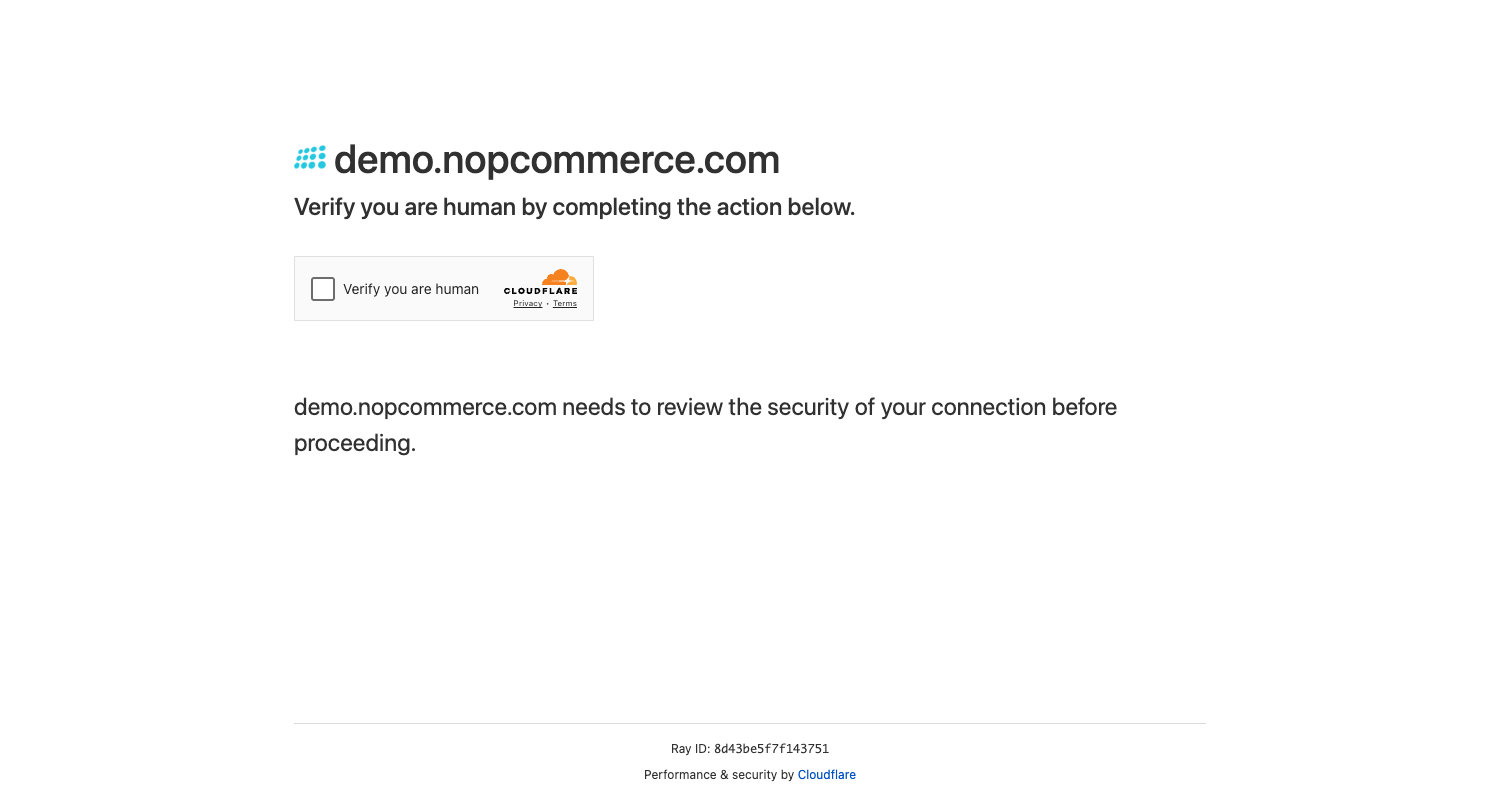 demo.nopcommerce.com
Verify you are human by completing the action below.
Verify you are human
CLOUDFLARE
Privacy • Terms
demo.nopcommerce.com needs to review the security of your connection before
proceeding.
Ray ID: 8d43be5f7f143751
Performance & security by Cloudflare